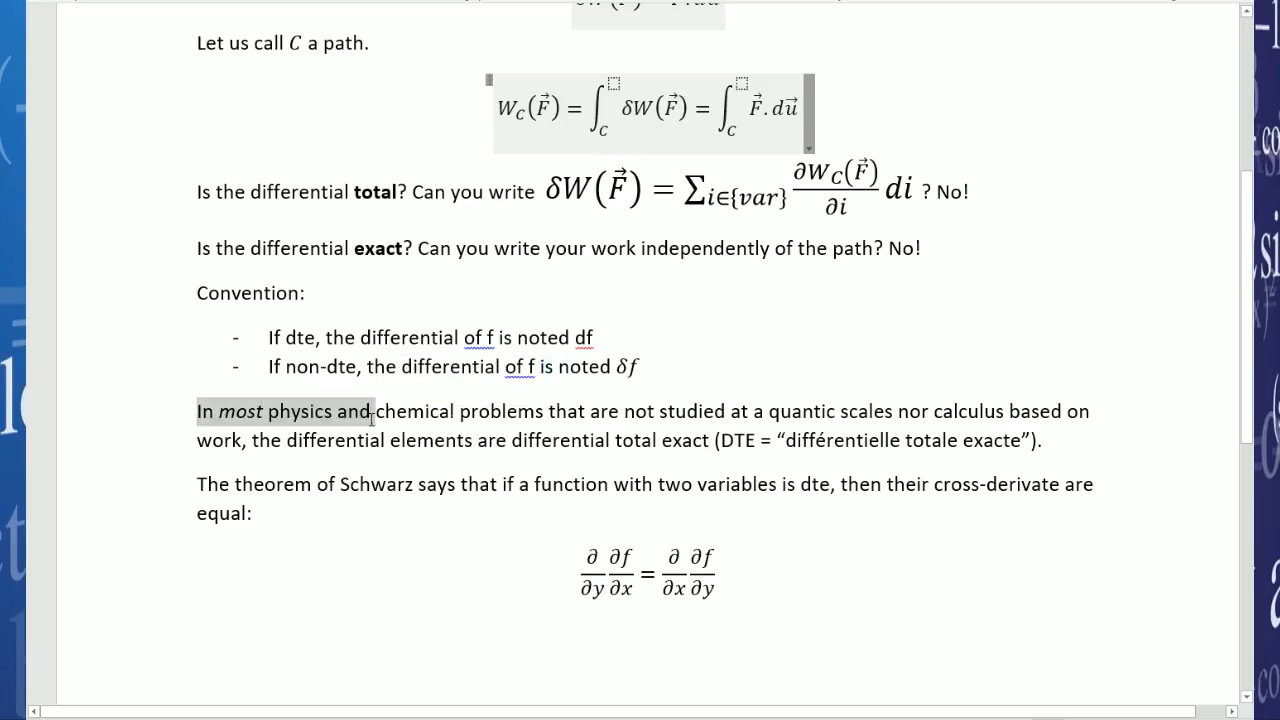 Let us call C a path.
W_C(F⃗) = ∫_C δW(F⃗) = ∫_C F⃗. du⃗
Is the differential total? Can you write δW(F⃗) = ∑_{i∈{var}} ∂W_C(F⃗)/∂i di ? No!
Is the differential exact? Can you write your work independently of the path? No!
Convention:
- If dte, the differential of f is noted df
- If non-dte, the differential of f is noted δf
In most physics and chemical problems that are not studied at a quantic scales nor calculus based on
work, the differential elements are differential total exact (DTE = “différentielle totale exacte”).
The theorem of Schwarz says that if a function with two variables is dte, then their cross-derivate are
equal:
∂/∂y ∂f/∂x = ∂/∂x ∂f/∂y